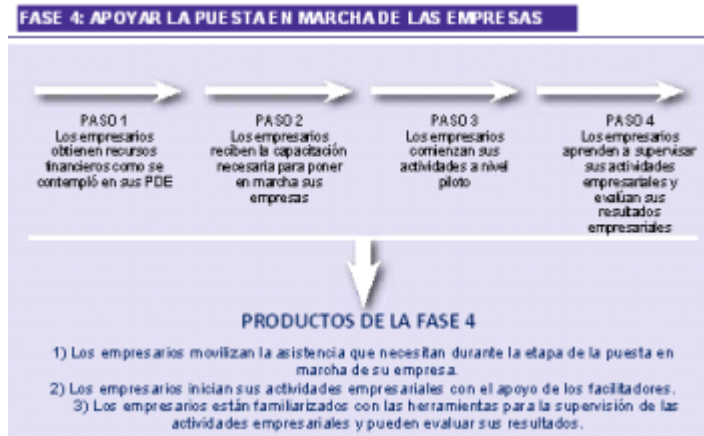 FASE 4: APOYAR LA PUESTA EN MARCHA DE LAS EMPRESAS
PASO 1
Los empresarios
obtienen recursos
financieros como se
contempló en sus PDE
PASO 2
Los empresarios
reciben la capacitación
necesaria para poner
en marcha sus
empresas
PASO 3
Los empresarios
comienzan sus
actividades a nivel
piloto
PASO 4
Los empresarios
aprenden a supervisar
sus actividades
empresariales y
evalúan sus
resultados
empresariales
PRODUCTOS DE LA FASE 4
1) Los empresarios movilizan la asistencia que necesitan durante la etapa de la puesta en
marcha de su empresa.
2) Los empresarios inician sus actividades empresariales con el apoyo de los facilitadores.
3) Los empresarios están familiarizados con las herramientas para la supervisión de las
actividades empresariales y pueden evaluar sus resultados.